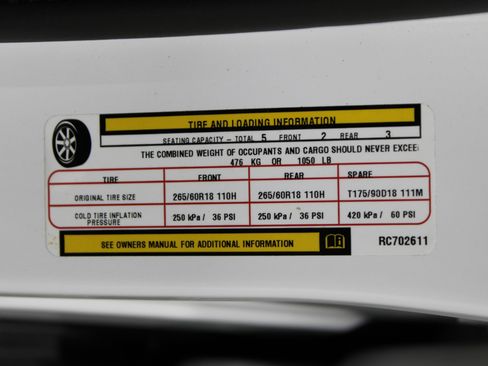 TIRE AND LOADING INFORMATION
SEATING CAPACITY - TOTAL 5 FRONT 2 REAR 3
THE COMBINED WEIGHT OF OCCUPANTS AND CARGO SHOULD NEVER EXCEE
476 KG OR 1050 LB
TIRE FRONT REAR SPARE
ORIGINAL TIRE SIZE 265/60R18 110H 265/60R18 110H T175/90D18 111M
COLD TIRE INFLATION PRESSURE 250 kPa / 36 PSI 250 kPa / 36 PSI 420 kPa / 60 PSI
SEE OWNERS MANUAL FOR ADDITIONAL INFORMATION RC702611